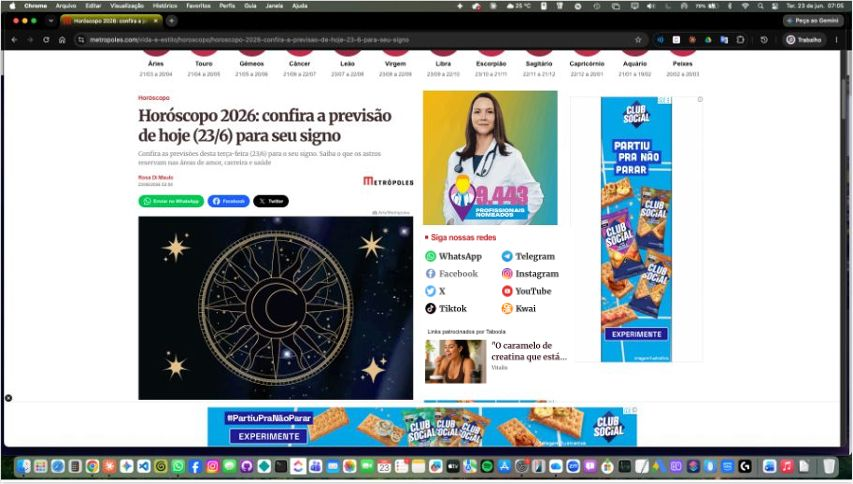 Chrome Arquivo Editar Visualização Histórico Favoritos Perfis Guia Janela Ajuda
25 °C
Ter. 23 de jun. 07:05
Horóscopo 2026: confira a p
Peça ao Gemini
metropoles.com/vida-e-estilo/horoscopo/horoscopo-2026-confira-a-previsao-de-hoje-23-6-para-seu-signo
Trabalho
Áries Touro Gêmeos Câncer Leão Virgem Libra Escorpião Sagitário Capricórnio Aquário Peixes
21/03 a 20/04 21/04 a 20/05 21/05 a 20/06 21/06 a 22/07 23/07 a 22/08 23/08 a 22/09 23/09 a 22/10 23/10 a 21/11 22/11 a 21/12 22/12 a 20/01 21/01 a 19/02 20/02 a 20/03
Horóscopo
Horóscopo 2026: confira a previsão
de hoje (23/6) para seu signo
Confira as previsões desta terça-feira (23/6) para o seu signo. Saiba o que os astros
reservam nas áreas de amor, carreira e saúde
METRÓPOLES
Enviar no WhatsApp Facebook Twitter
Arte/Metrópoles
9.443
PROFISSIONAIS
NOMEADOS
Siga nossas redes
WhatsApp Telegram
Facebook Instagram
X YouTube
Tiktok Kwai
Links patrocinados por Taboola
"O caramelo de
creatina que está...
Vitalis
CLUB
SOCIAL
PARTIU
PRA NÃO
PARAR
CLUB
SOCIAL
CLUB
SOCIAL
EXPERIMENTE
#PartiuPraNãoParar
EXPERIMENTE
CLUB
SOCIAL
23